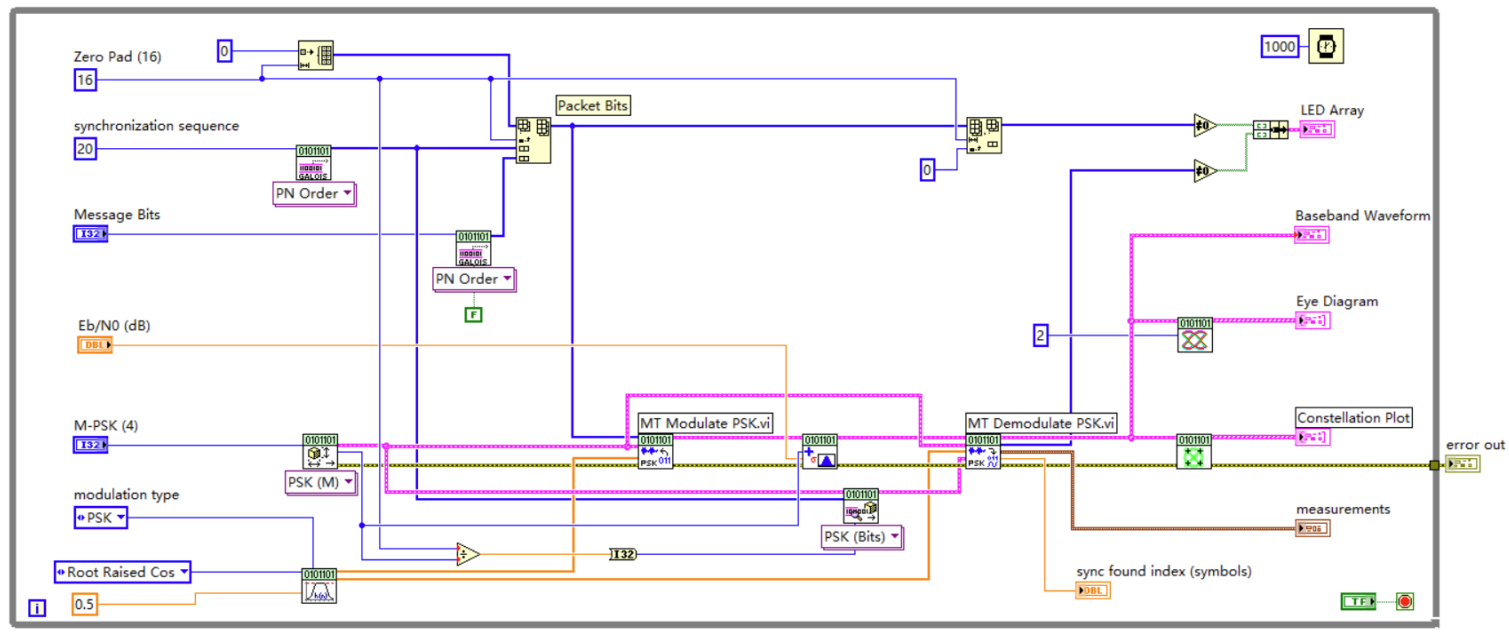 Zero Pad (16)
0
16
1000
Packet Bits
LED Array
synchronization sequence
20
0101101
GALOIS
PN Order
0
≠0
≠0
Message Bits
I32
0101101
GALOIS
PN Order
F
Baseband Waveform
Eye Diagram
2
0101101
Eb/N0 (dB)
DBL
M-PSK (4)
I32
0101101
PSK (M)
MT Modulate PSK.vi
0101101
PSK 011
0101101
MT Demodulate PSK.vi
0101101
PSK
Constellation Plot
0101101
error out
modulation type
PSK
0101101
PSK (Bits)
measurements
÷
I32
Root Raised Cos
0101101
0.5
i
sync found index (symbols)
DBL
TF